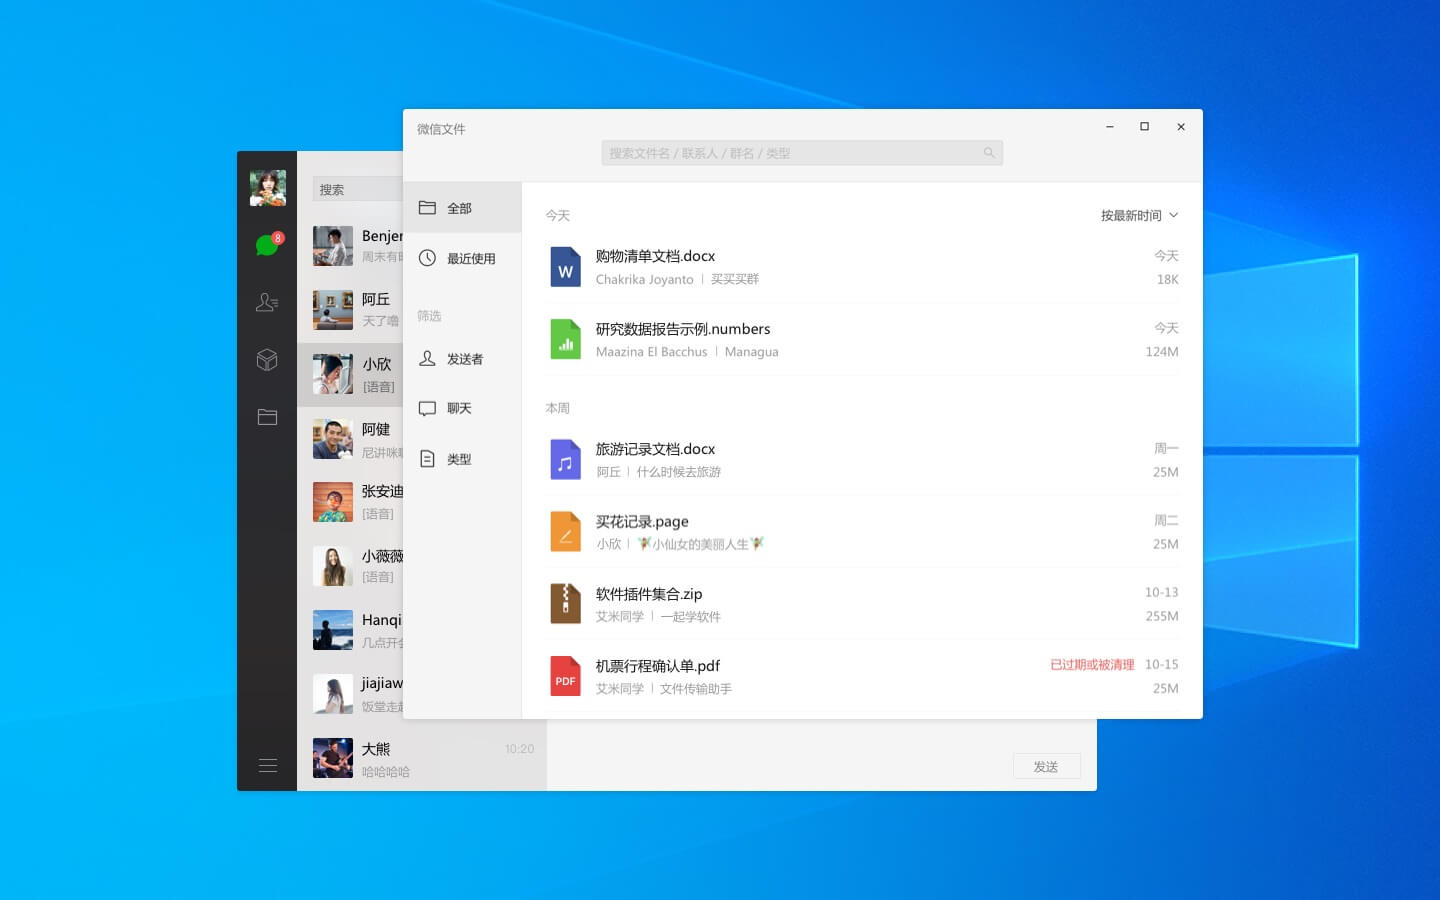 微信文件
搜索文件名 / 联系人 / 群名 / 类型
搜索
8
Benjer
周末有
阿丘
天了噜
小欣
[语音]
阿健
尼讲咪
张安迪
[语音]
小薇薇
[语音]
Hanqi
几点开
jiajiaw
饭堂走
大熊
10:20
哈哈哈哈
全部
最近使用
筛选
发送者
聊天
类型
今天
按最新时间
W
购物清单文档.docx
今天
Chakrika Joyanto | 买买买群
18K
研究数据报告示例.numbers
今天
Maazina El Bacchus | Managua
124M
本周
旅游记录文档.docx
周一
阿丘 | 什么时候去旅游
25M
买花记录.page
周二
小欣 | 🧚小仙女的美丽人生🧚
25M
软件插件集合.zip
10-13
艾米同学 | 一起学软件
255M
PDF
机票行程确认单.pdf
已过期或被清理 10-15
艾米同学 | 文件传输助手
25M
发送